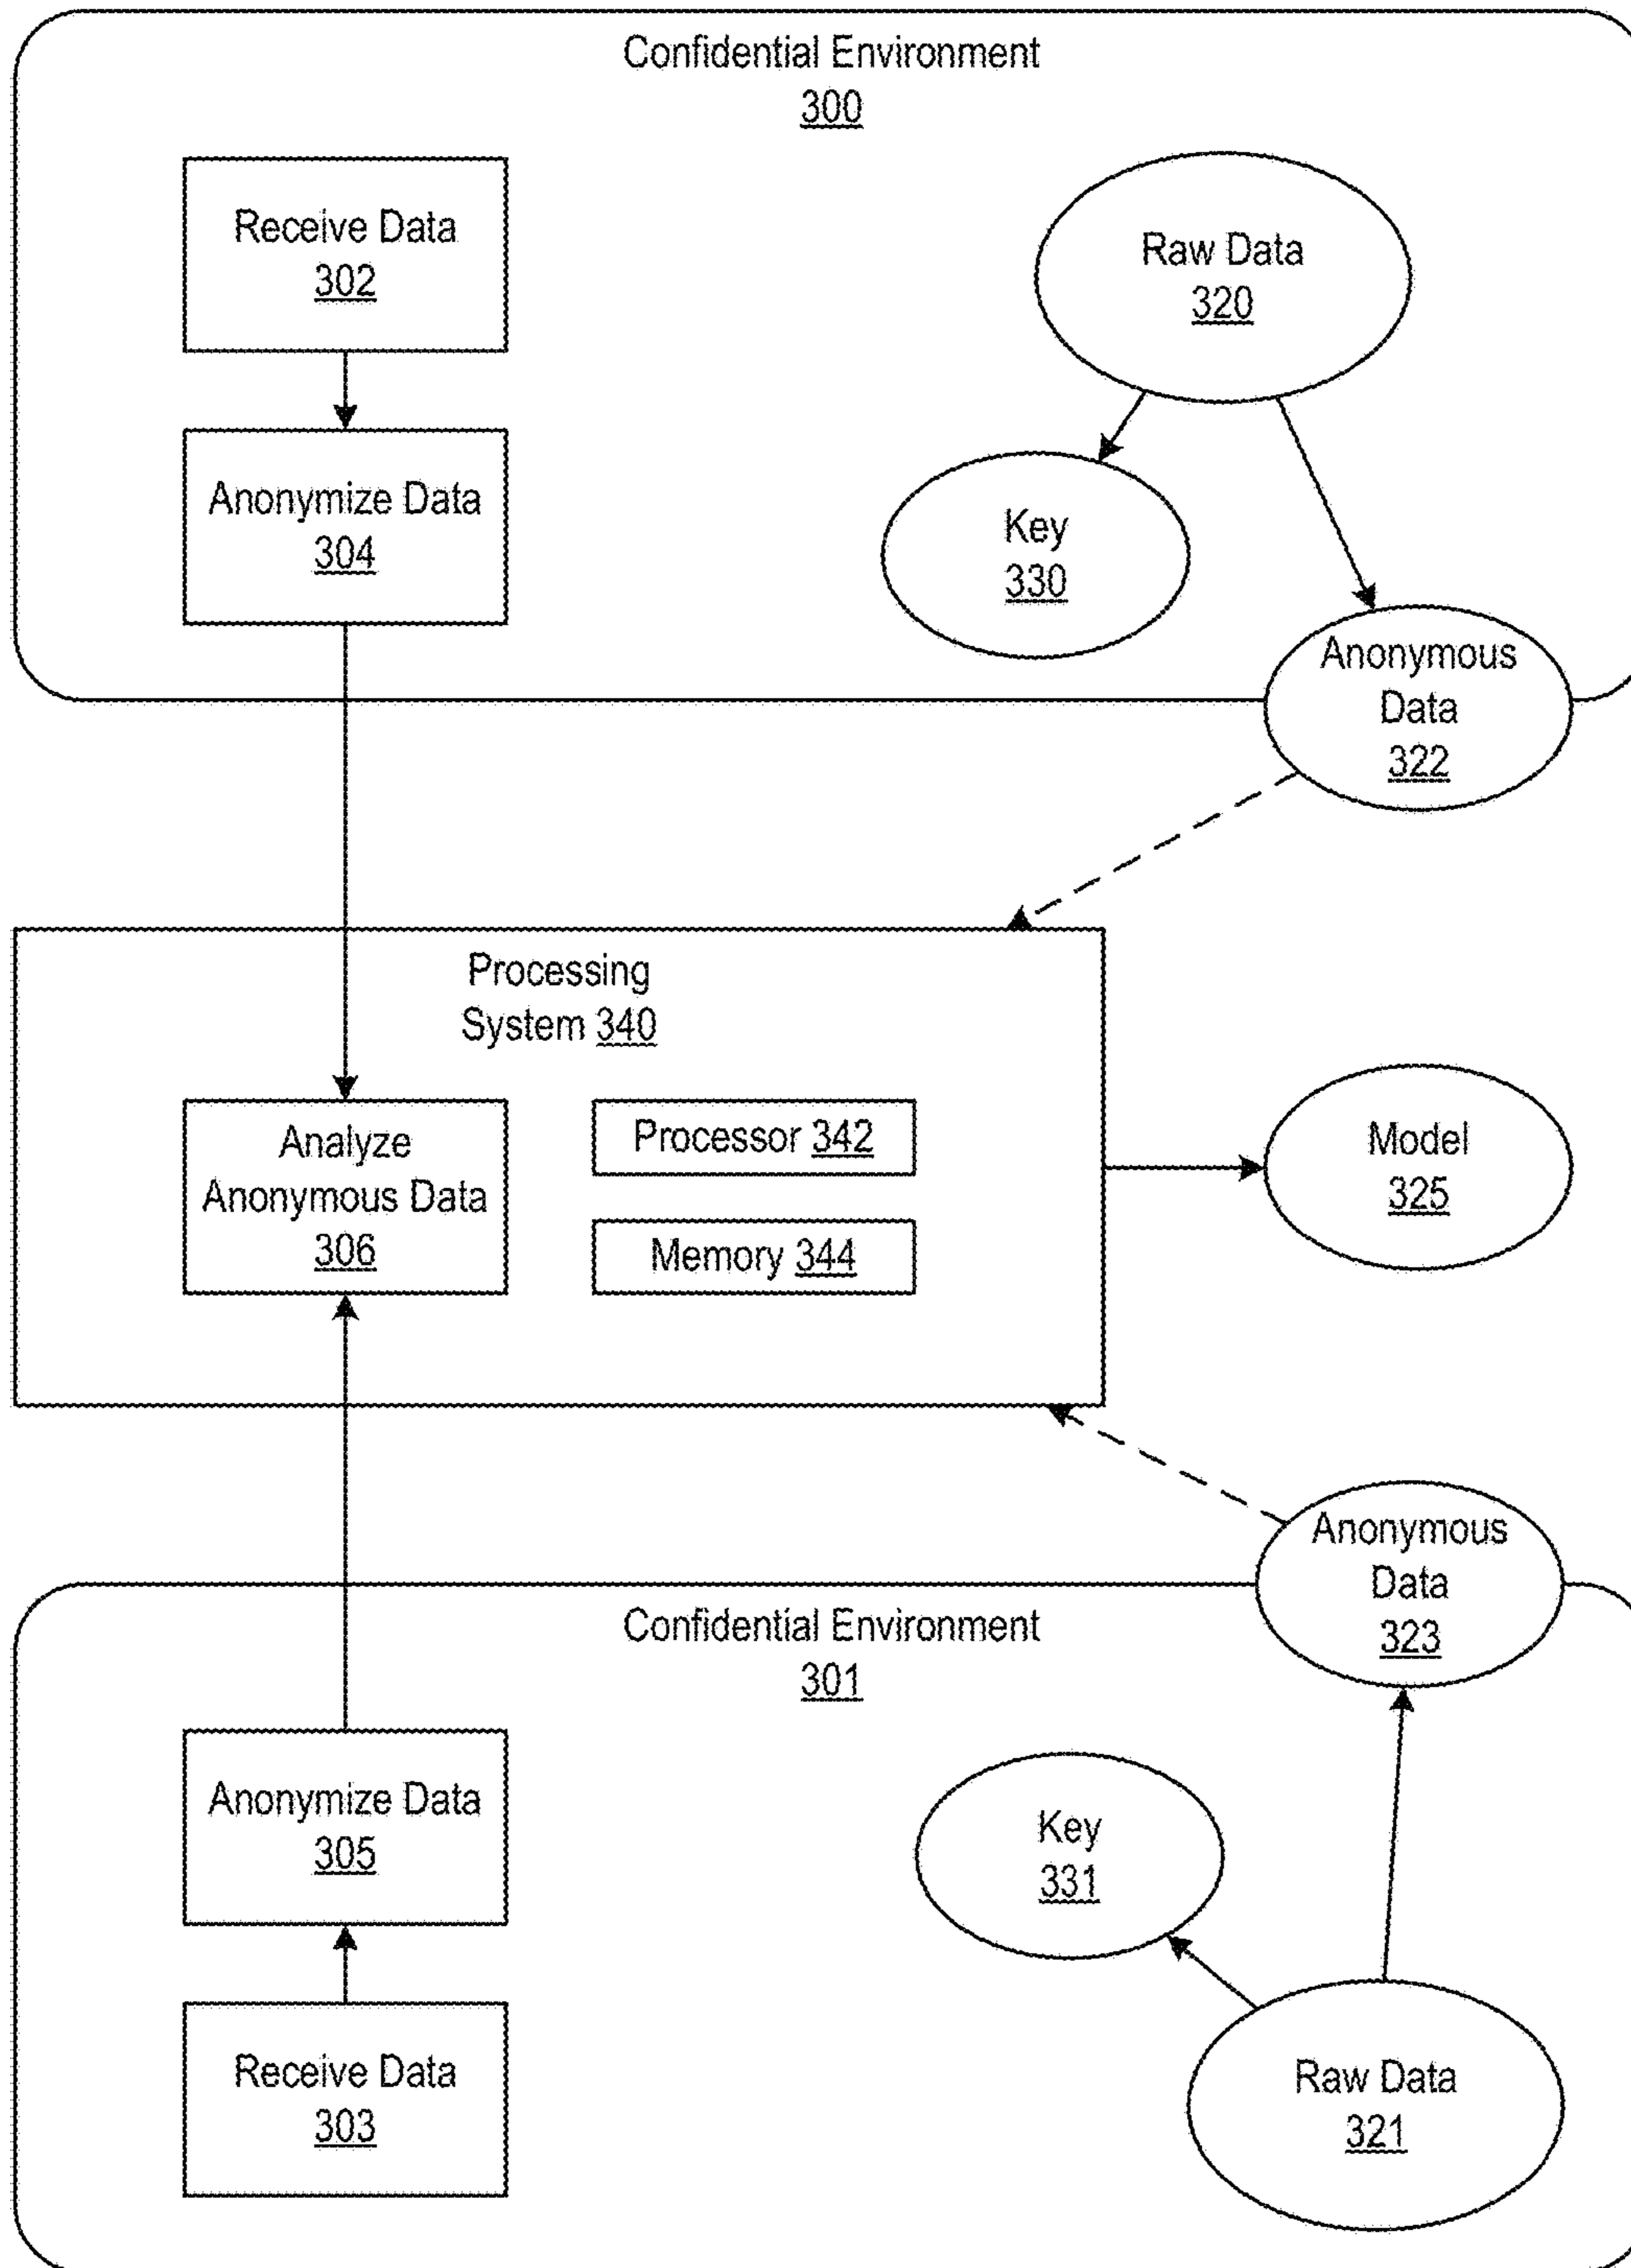 Confidential Environment
300
Receive Data
302
Raw Data
320
Anonymize Data
304
Key
330
Anonymous
Data
322
Processing
System 340
Analyze
Anonymous Data
306
Processor 342
Memory 344
Model
325
Anonymous
Data
323
Confidential Environment
301
Anonymize Data
305
Key
331
Receive Data
303
Raw Data
321